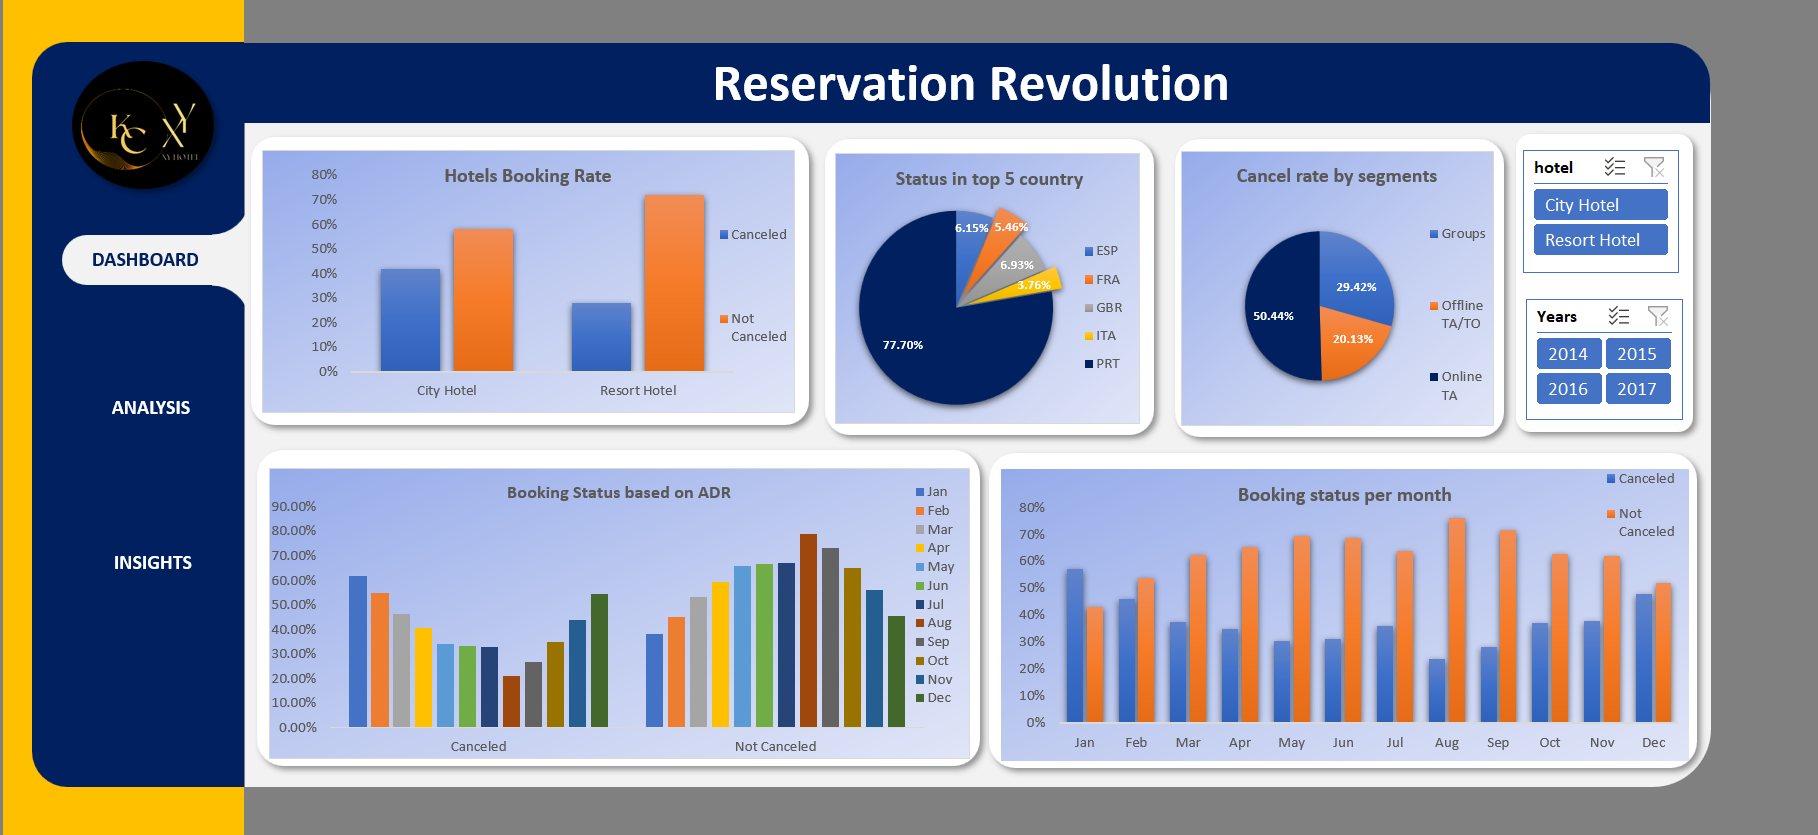 Reservation Revolution
KC XY
XY HOTEL
DASHBOARD
ANALYSIS
INSIGHTS
Hotels Booking Rate
80%
70%
60%
50%
40%
30%
20%
10%
0%
City Hotel
Resort Hotel
Canceled
Not
Canceled
Status in top 5 country
6.15%
5.46%
6.93%
3.76%
77.70%
ESP
FRA
GBR
ITA
PRT
Cancel rate by segments
29.42%
20.13%
50.44%
Groups
Offline
TA/TO
Online
TA
hotel
City Hotel
Resort Hotel
Years
2014 2015
2016 2017
Booking Status based on ADR
90.00%
80.00%
70.00%
60.00%
50.00%
40.00%
30.00%
20.00%
10.00%
0.00%
Canceled
Not Canceled
Jan
Feb
Mar
Apr
May
Jun
Jul
Aug
Sep
Oct
Nov
Dec
Booking status per month
Canceled
Not
Canceled
80%
70%
60%
50%
40%
30%
20%
10%
0%
Jan Feb Mar Apr May Jun Jul Aug Sep Oct Nov Dec